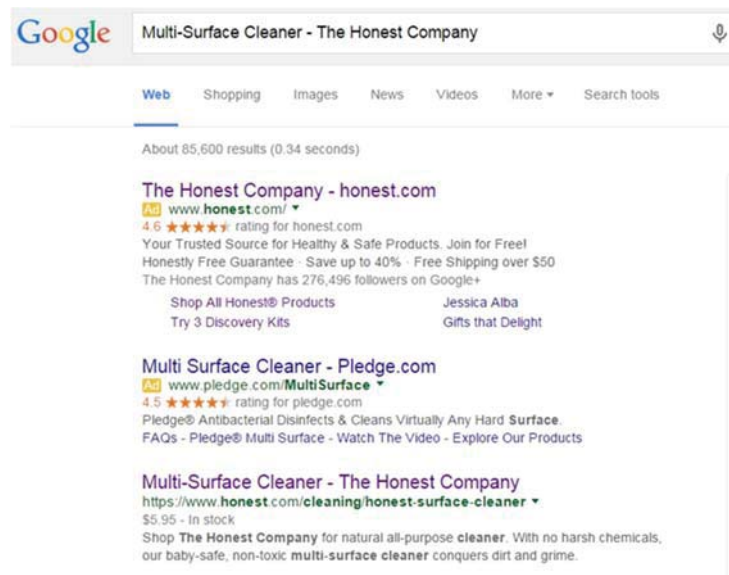 Google Multi-Surface Cleaner - The Honest Company
Web Shopping Images News Videos More Search tools
About 85,600 results (0.34 seconds)
The Honest Company - honest.com
Ad www.honest.com/
4.6 ★★★★★ rating for honest.com
Your Trusted Source for Healthy & Safe Products. Join for Free!
Honestly Free Guarantee · Save up to 40% · Free Shipping over $50
The Honest Company has 276,496 followers on Google+
Shop All Honest® Products Jessica Alba
Try 3 Discovery Kits Gifts that Delight
Multi Surface Cleaner - Pledge.com
Ad www.pledge.com/MultiSurface
4.5 ★★★★★ rating for pledge.com
Pledge® Antibacterial Disinfects & Cleans Virtually Any Hard Surface.
FAQs - Pledge® Multi Surface - Watch The Video - Explore Our Products
Multi-Surface Cleaner - The Honest Company
https://www.honest.com/cleaning/honest-surface-cleaner
$5.95 - In stock
Shop The Honest Company for natural all-purpose cleaner. With no harsh chemicals,
our baby-safe, non-toxic multi-surface cleaner conquers dirt and grime.